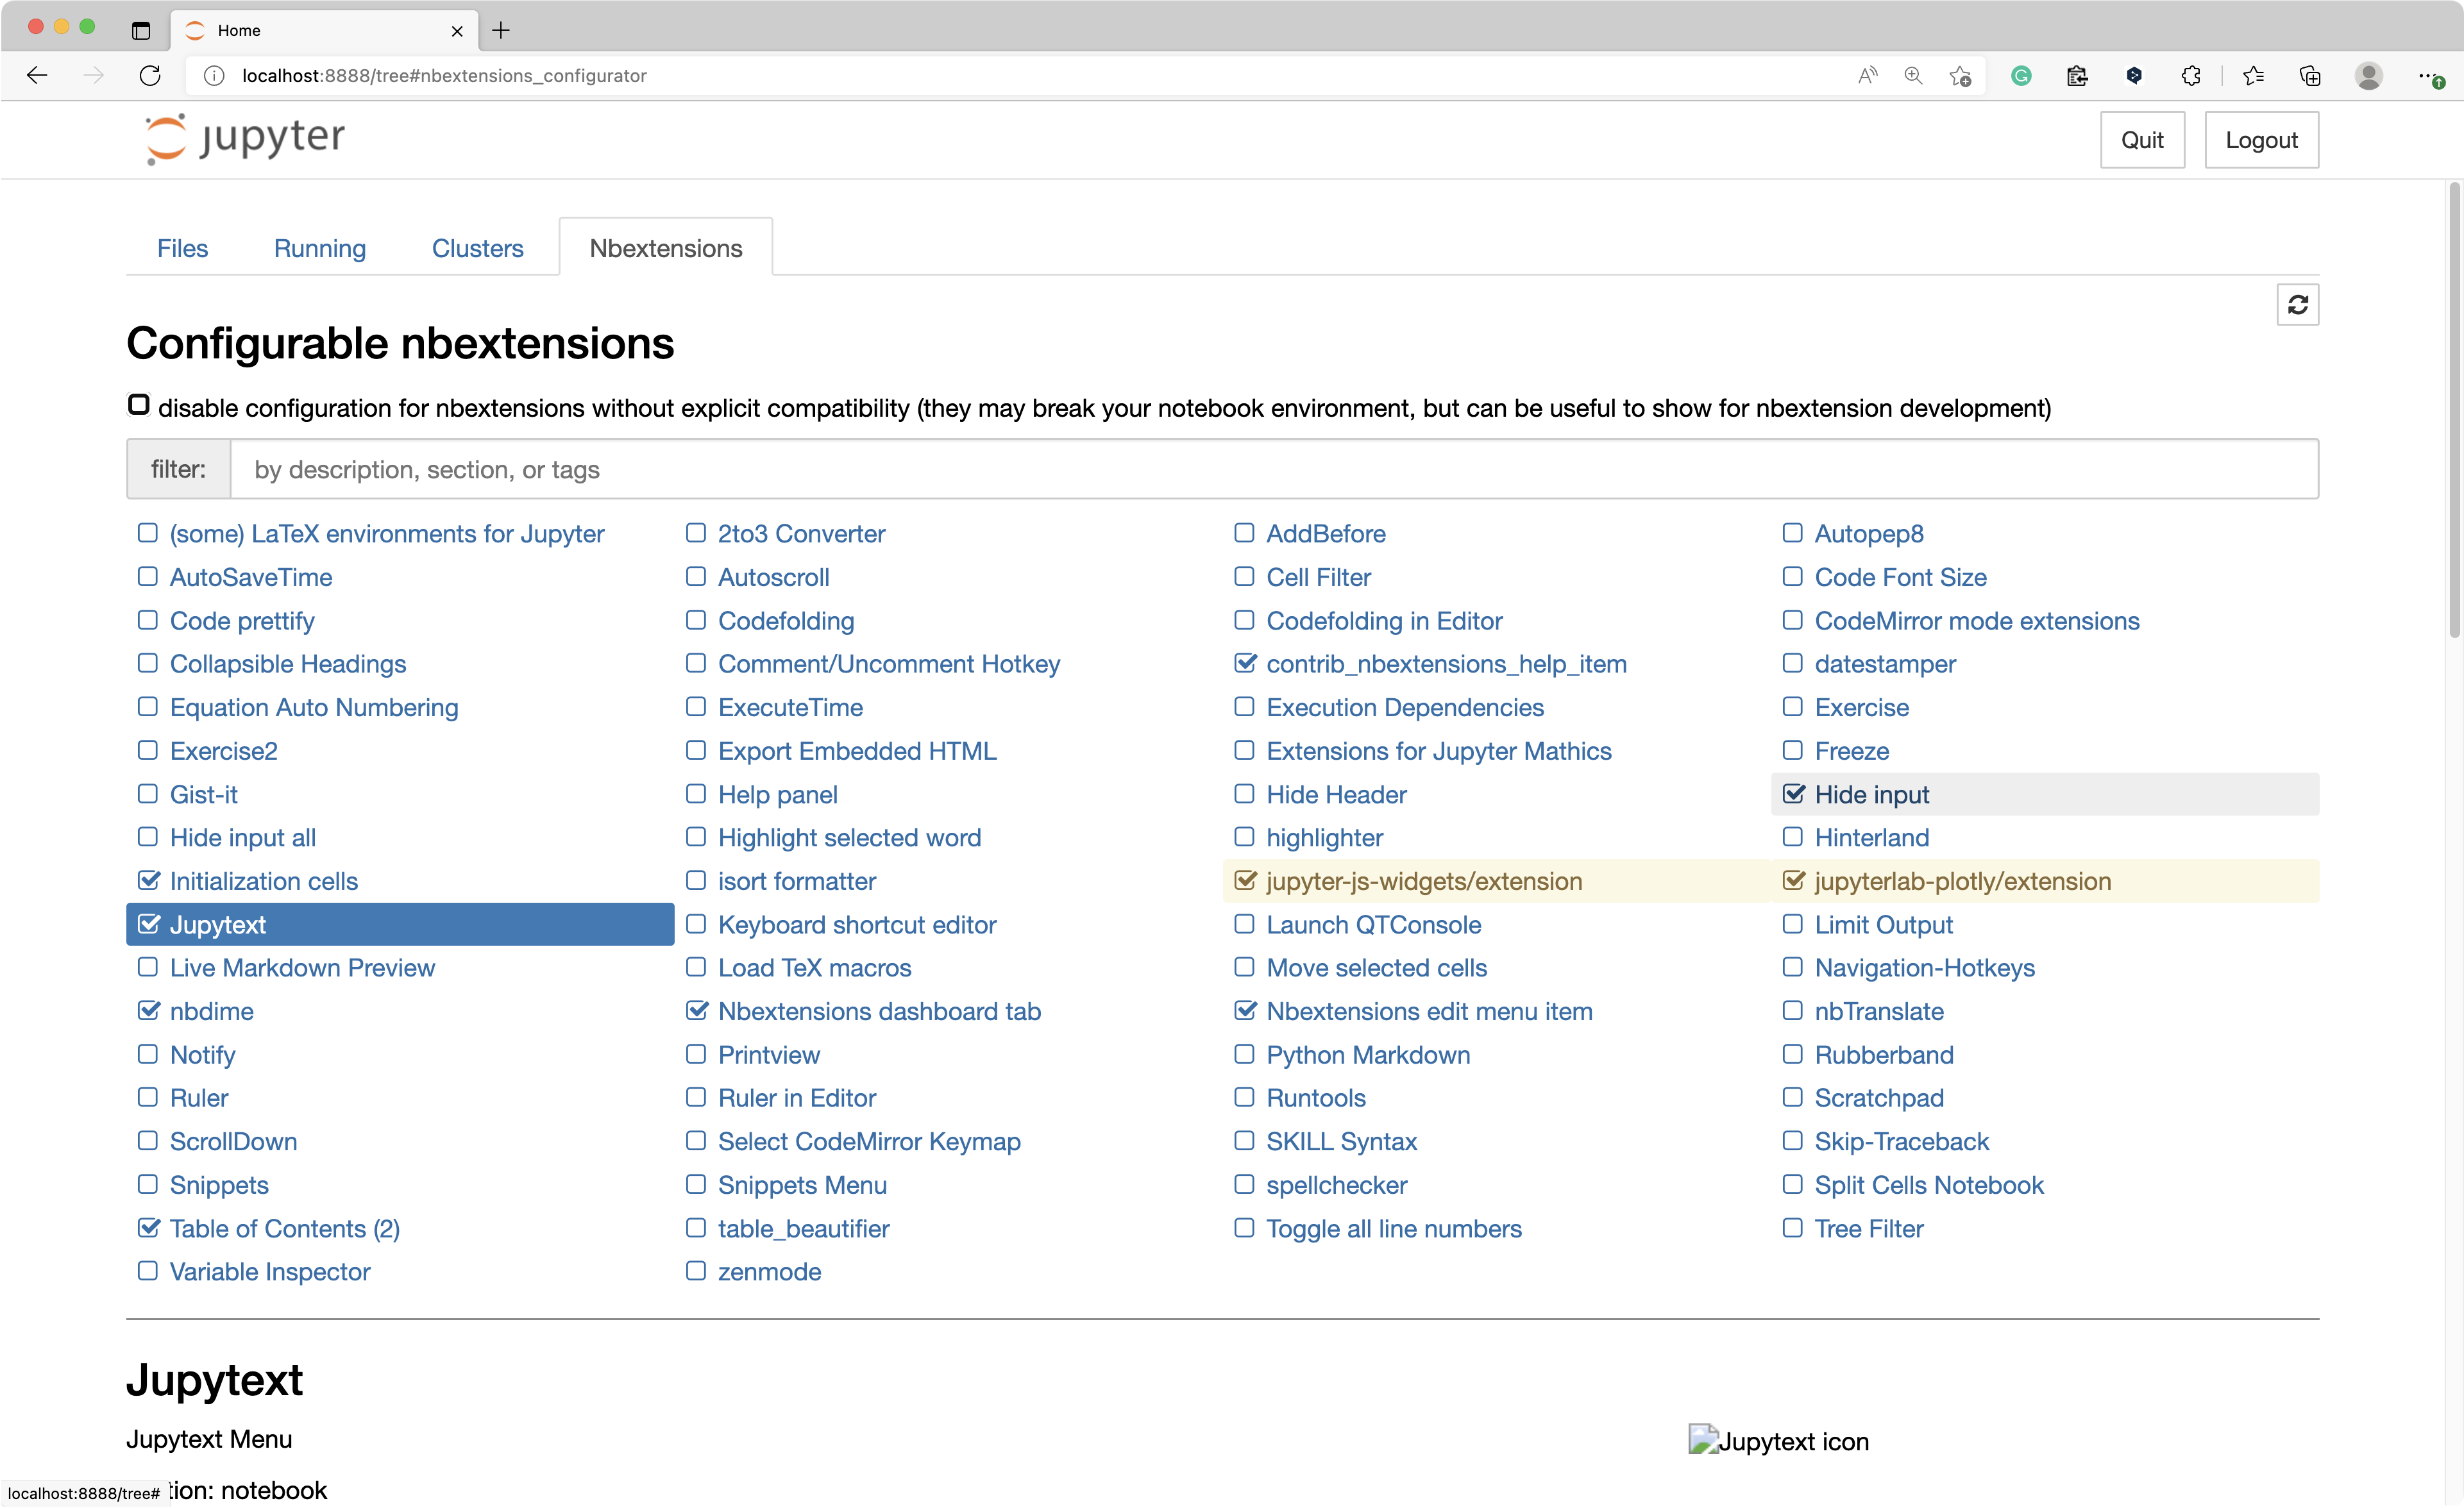 Home
localhost:8888/tree#nbextensions_configurator
jupyter
Quit Logout
Files Running Clusters Nbextensions
Configurable nbextensions
disable configuration for nbextensions without explicit compatibility (they may break your notebook environment, but can be useful to show for nbextension development)
filter: by description, section, or tags
(some) LaTeX environments for Jupyter 2to3 Converter AddBefore Autopep8
AutoSaveTime Autoscroll Cell Filter Code Font Size
Code prettify Codefolding Codefolding in Editor CodeMirror mode extensions
Collapsible Headings Comment/Uncomment Hotkey contrib_nbextensions_help_item datestamper
Equation Auto Numbering ExecuteTime Execution Dependencies Exercise
Exercise2 Export Embedded HTML Extensions for Jupyter Mathics Freeze
Gist-it Help panel Hide Header Hide input
Hide input all Highlight selected word highlighter Hinterland
Initialization cells isort formatter jupyter-js-widgets/extension jupyterlab-plotly/extension
Jupytext Keyboard shortcut editor Launch QTConsole Limit Output
Live Markdown Preview Load TeX macros Move selected cells Navigation-Hotkeys
nbdime Nbextensions dashboard tab Nbextensions edit menu item nbTranslate
Notify Printview Python Markdown Rubberband
Ruler Ruler in Editor Runtools Scratchpad
ScrollDown Select CodeMirror Keymap SKILL Syntax Skip-Traceback
Snippets Snippets Menu spellchecker Split Cells Notebook
Table of Contents (2) table_beautifier Toggle all line numbers Tree Filter
Variable Inspector zenmode
Jupytext
Jupytext Menu Jupytext icon
tion: notebook
localhost:8888/tree#